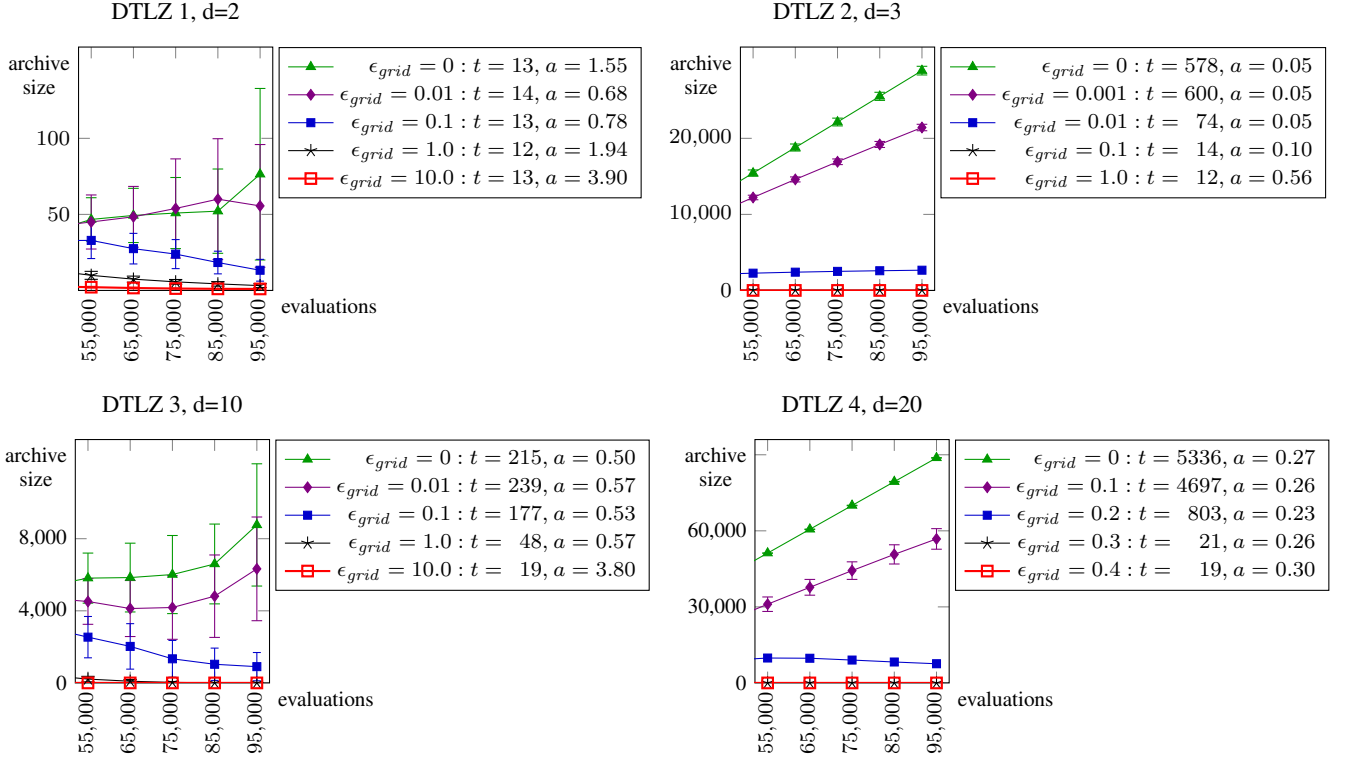 DTLZ 1, d=2
archive
size
100
50
55,000
65,000
75,000
85,000
95,000
evaluations
ϵ_grid = 0 : t = 13, a = 1.55
ϵ_grid = 0.01 : t = 14, a = 0.68
ϵ_grid = 0.1 : t = 13, a = 0.78
ϵ_grid = 1.0 : t = 12, a = 1.94
ϵ_grid = 10.0 : t = 13, a = 3.90
DTLZ 2, d=3
archive
size
20,000
10,000
0
55,000
65,000
75,000
85,000
95,000
evaluations
ϵ_grid = 0 : t = 578, a = 0.05
ϵ_grid = 0.001 : t = 600, a = 0.05
ϵ_grid = 0.01 : t = 74, a = 0.05
ϵ_grid = 0.1 : t = 14, a = 0.10
ϵ_grid = 1.0 : t = 12, a = 0.56
DTLZ 3, d=10
archive
size
8,000
4,000
0
55,000
65,000
75,000
85,000
95,000
evaluations
ϵ_grid = 0 : t = 215, a = 0.50
ϵ_grid = 0.01 : t = 239, a = 0.57
ϵ_grid = 0.1 : t = 177, a = 0.53
ϵ_grid = 1.0 : t = 48, a = 0.57
ϵ_grid = 10.0 : t = 19, a = 3.80
DTLZ 4, d=20
archive
size
60,000
30,000
0
55,000
65,000
75,000
85,000
95,000
evaluations
ϵ_grid = 0 : t = 5336, a = 0.27
ϵ_grid = 0.1 : t = 4697, a = 0.26
ϵ_grid = 0.2 : t = 803, a = 0.23
ϵ_grid = 0.3 : t = 21, a = 0.26
ϵ_grid = 0.4 : t = 19, a = 0.30